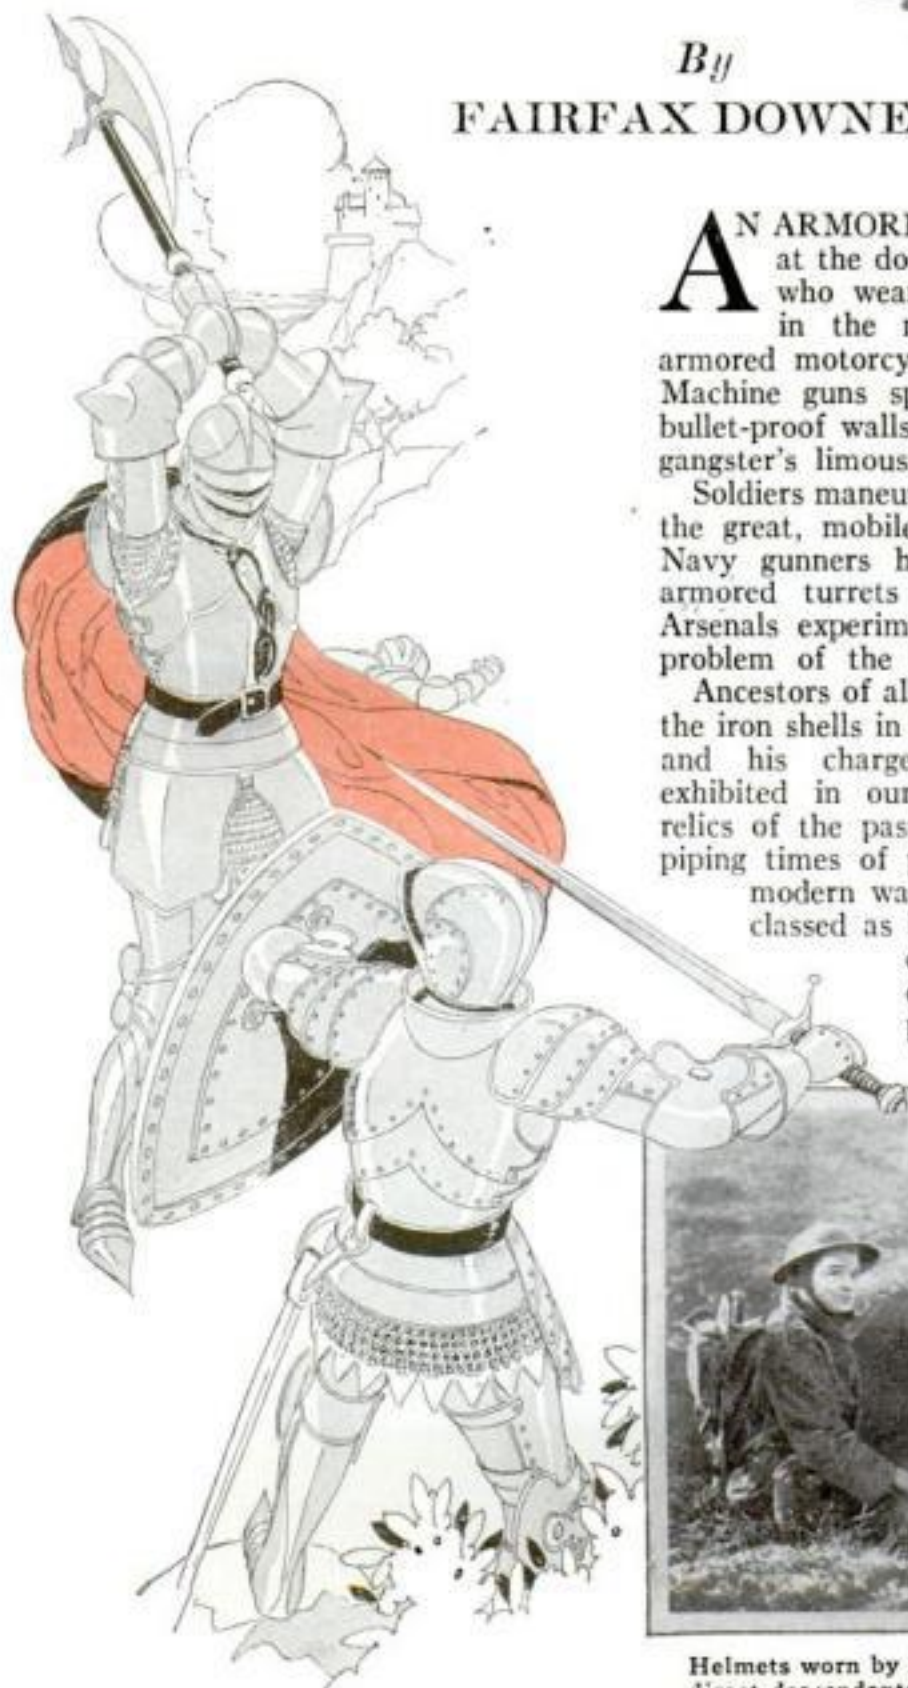 By
FAIRFAX DOWNE
AN ARMOR
at the do
who wea
in the
armored motorcy
Machine guns sp
bullet-proof walls
gangster's limous
Soldiers maneu
the great, mobile
Navy gunners h
armored turrets
Arsenals experim
problem of the
Ancestors of al
the iron shells in
and his charge
exhibited in our
relics of the pas
piping times of
modern wa
classed as
Helmets worn by